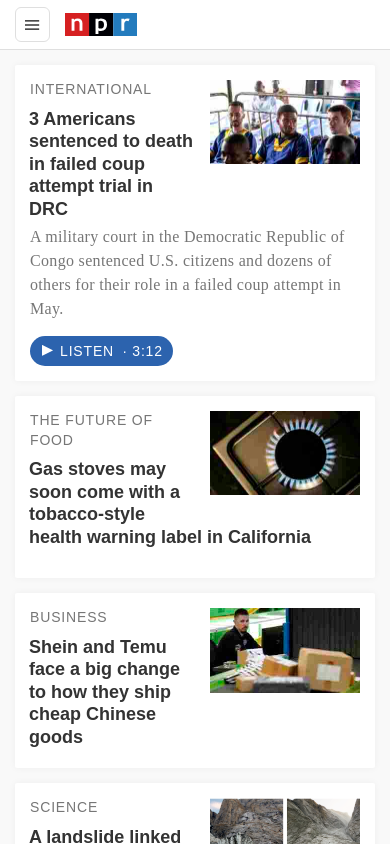 npr
INTERNATIONAL
3 Americans
sentenced to death
in failed coup
attempt trial in
DRC
A military court in the Democratic Republic of
Congo sentenced U.S. citizens and dozens of
others for their role in a failed coup attempt in
May.
LISTEN · 3:12
THE FUTURE OF
FOOD
Gas stoves may
soon come with a
tobacco-style
health warning label in California
BUSINESS
Shein and Temu
face a big change
to how they ship
cheap Chinese
goods
SCIENCE
A landslide linked